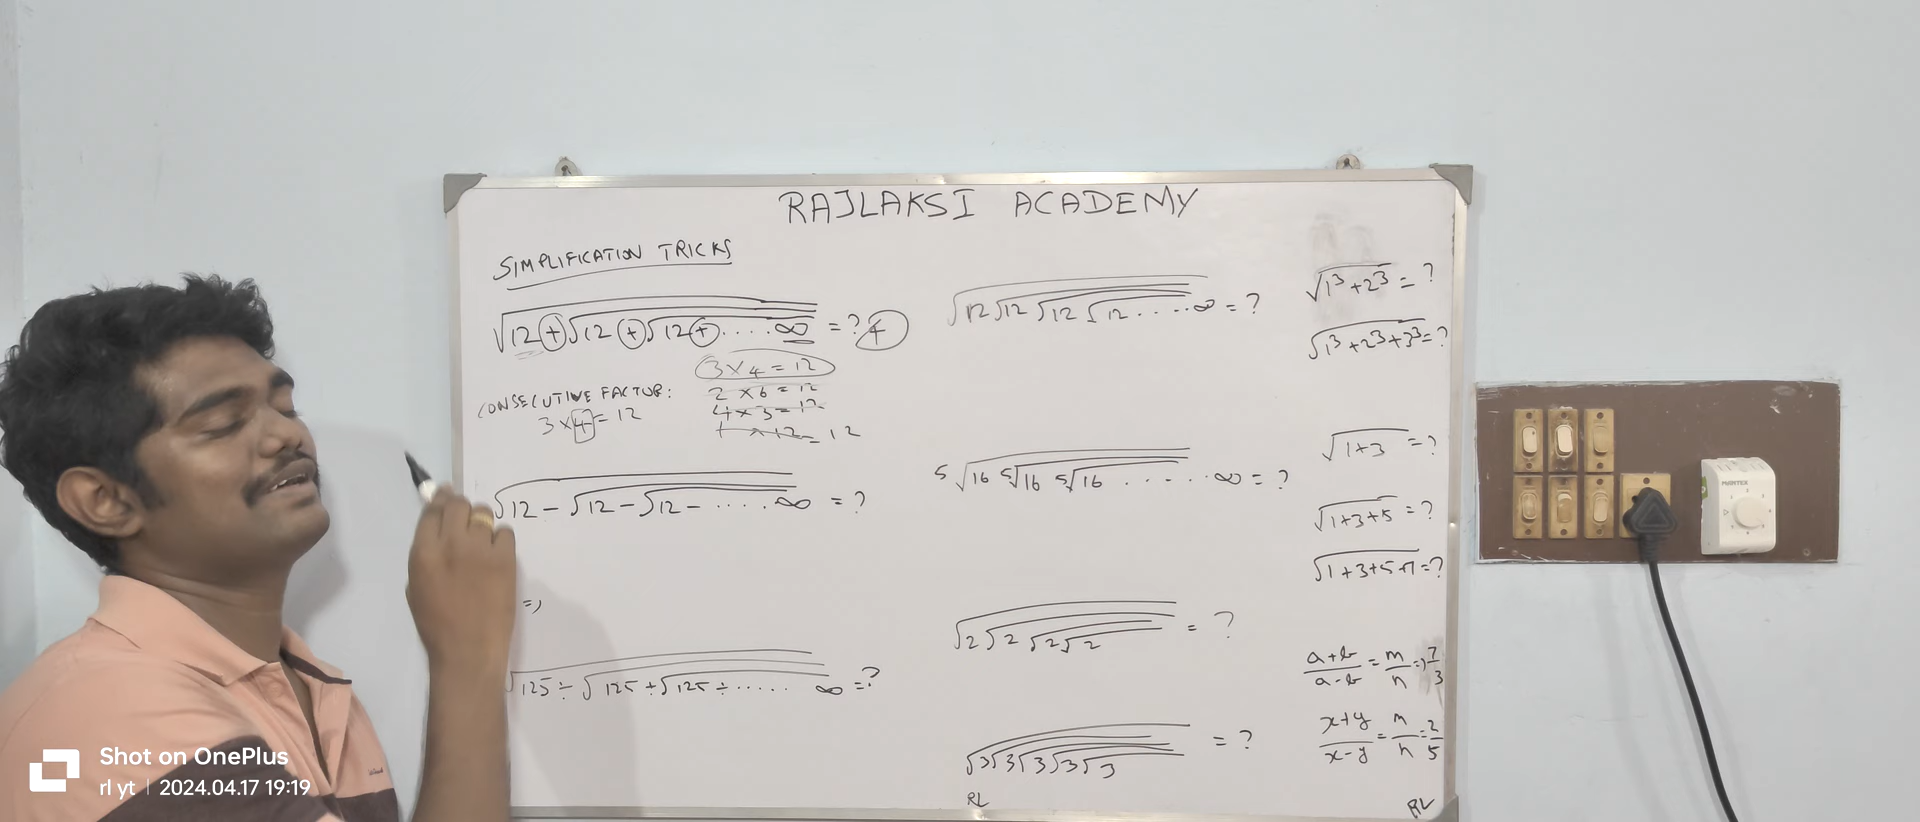 RAJLAKSI ACADEMY
SIMPLIFICATION TRICKS
√12+√12+√12+....∞ = ? 4
3×4=12
2×6=12
4×3=12
1×12=12
CONSECUTIVE FACTOR:
3×4=12
√12-√12-√12-....∞ = ?
=>
√125÷√125÷√125÷..... ∞ =?
√12√12√12√12....∞ = ?
5√16 5√16 5√16 ......∞ = ?
√2√2√2√2 = ?
√3√3√3√3√3 = ?
RL
√1³+2³ = ?
√1³+2³+3³=?
√1+3 = ?
√1+3+5 = ?
√1+3+5+7=?
a+b/a-b = m/n => 7/3
x+y/x-y = m/n = 2/5
RL
Shot on OnePlus
rl yt | 2024.04.17 19:19